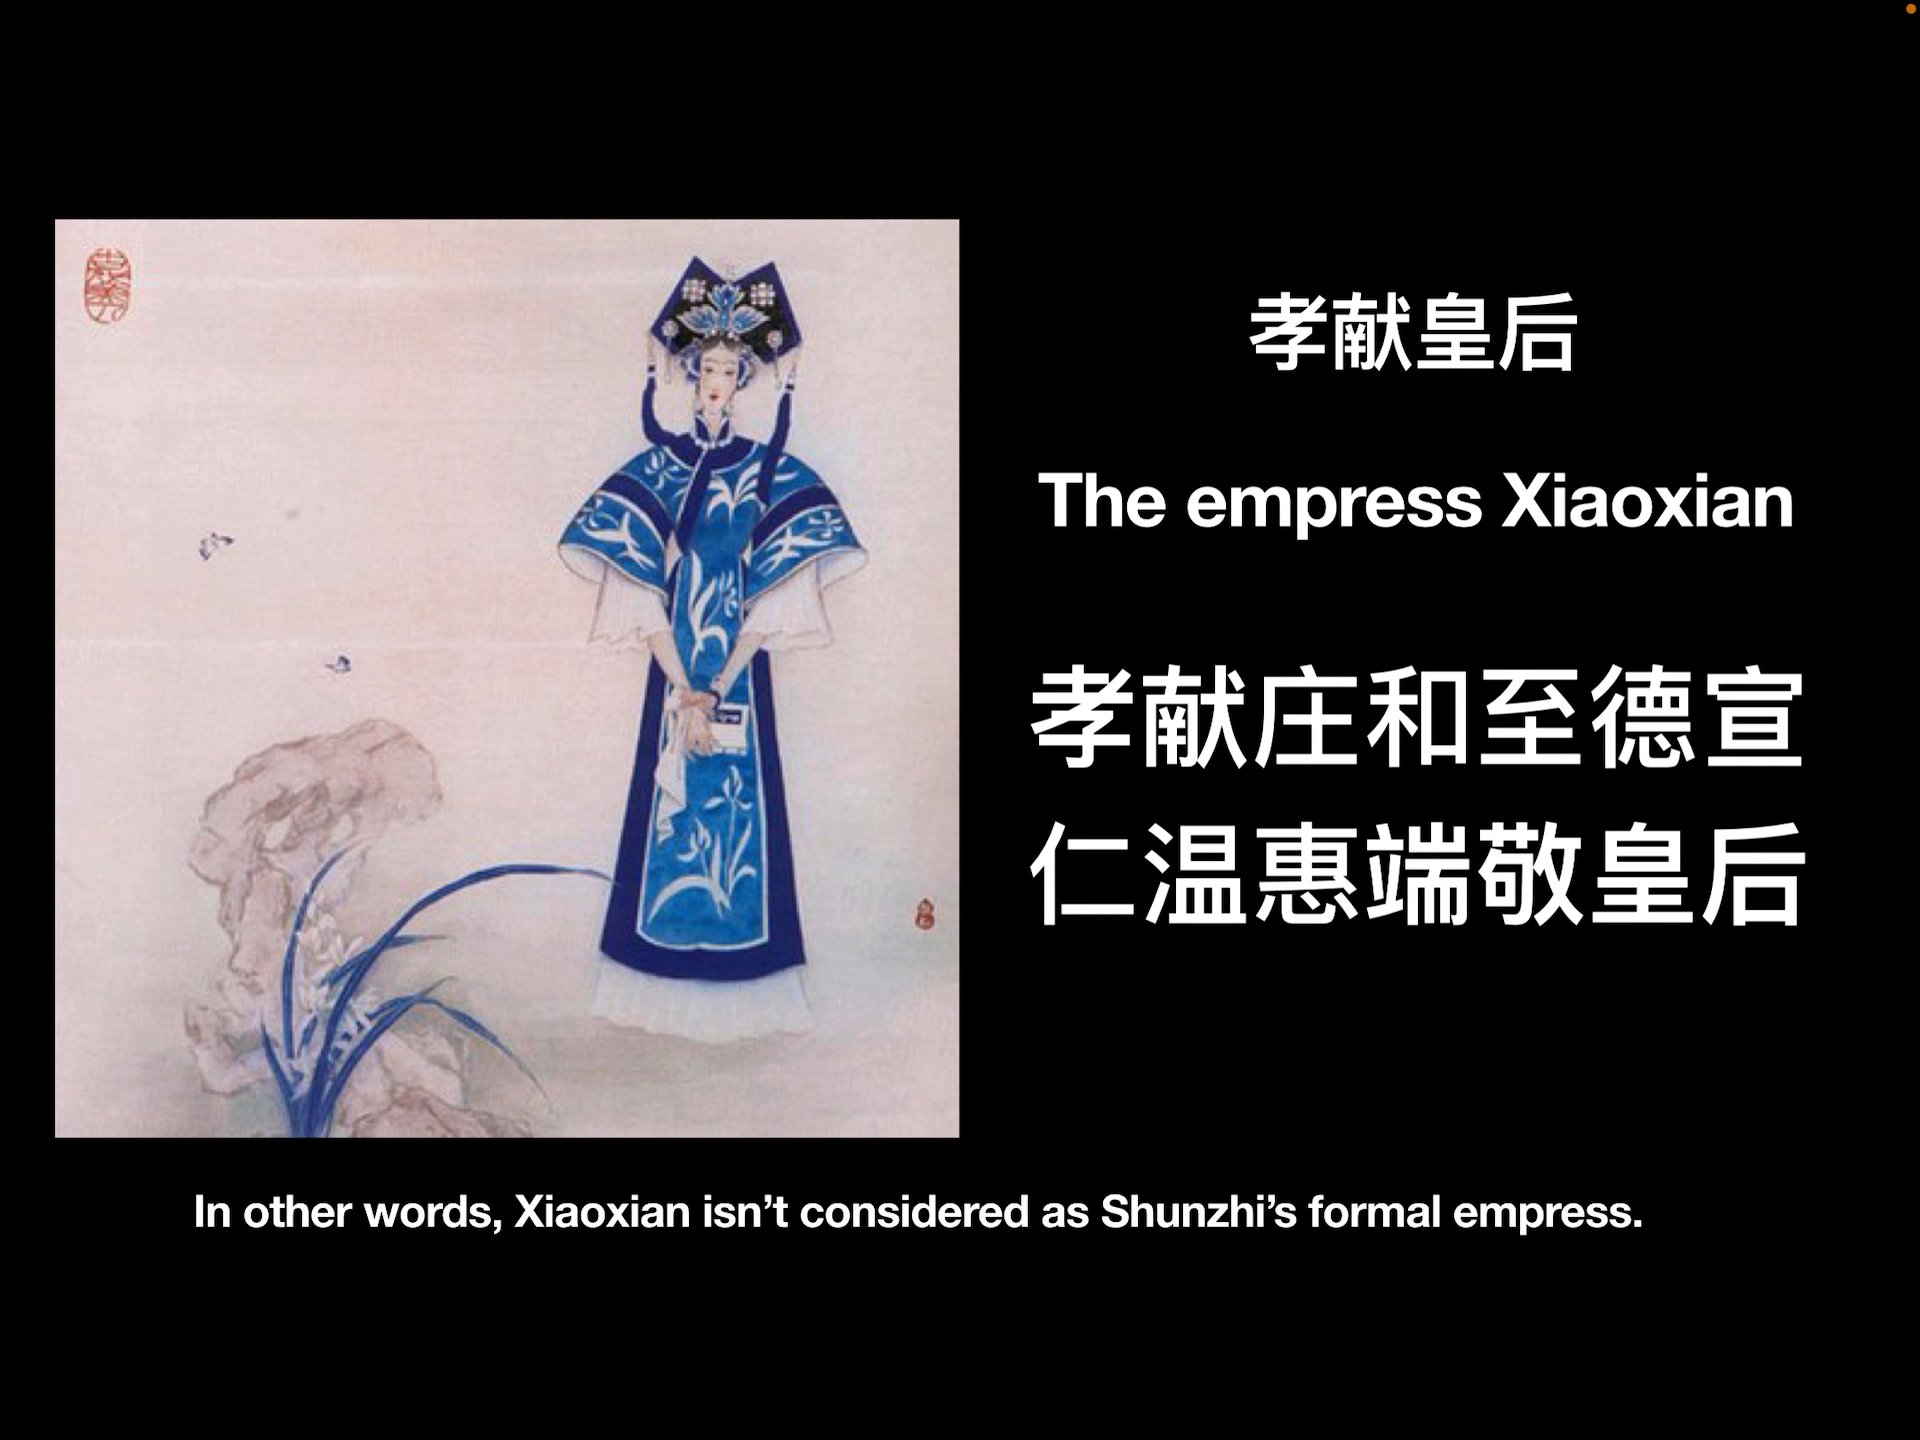 孝献皇后
The empress Xiaoxian
孝献庄和至德宣
仁温惠端敬皇后
In other words, Xiaoxian isn’t considered as Shunzhi’s formal empress.